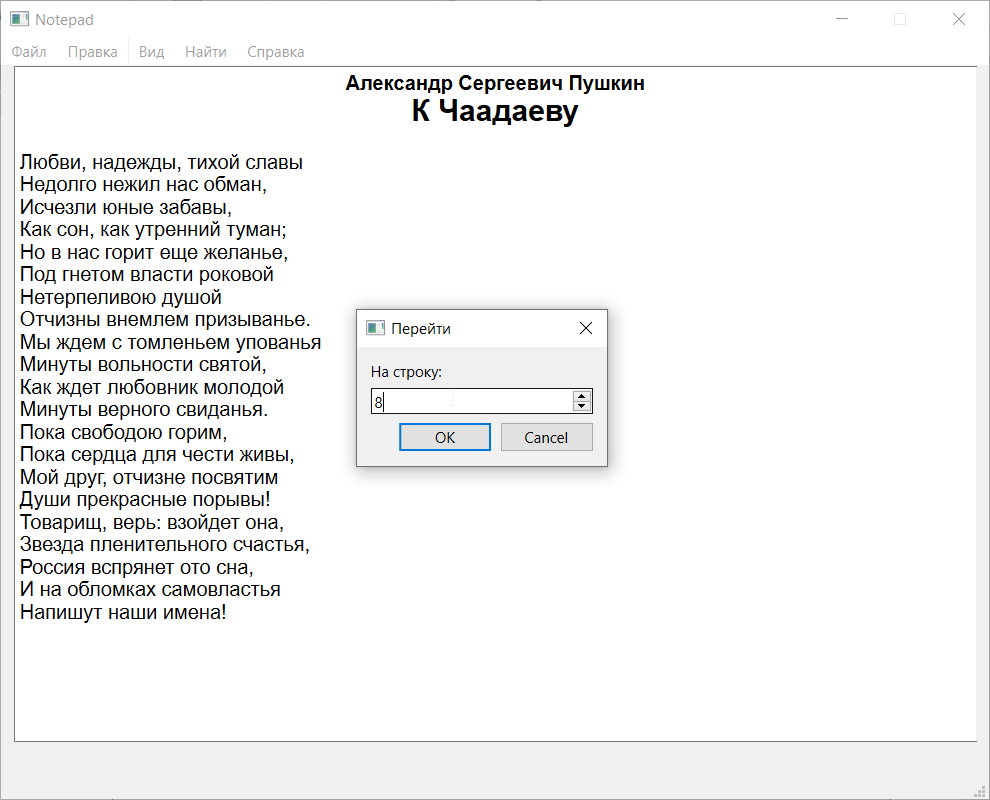 Notepad
Файл Правка Вид Найти Справка
Александр Сергеевич Пушкин
К Чаадаеву
Любви, надежды, тихой славы
Недолго нежил нас обман,
Исчезли юные забавы,
Как сон, как утренний туман;
Но в нас горит еще желанье,
Под гнетом власти роковой
Нетерпеливою душой
Отчизны внемлем призыванье.
Мы ждем с томленьем упованья
Минуты вольности святой,
Как ждет любовник молодой
Минуты верного свиданья.
Пока свободою горим,
Пока сердца для чести живы,
Мой друг, отчизне посвятим
Души прекрасные порывы!
Товарищ, верь: взойдет она,
Звезда пленительного счастья,
Россия вспрянет ото сна,
И на обломках самовластья
Напишут наши имена!
Перейти
На строку:
8
OK Cancel